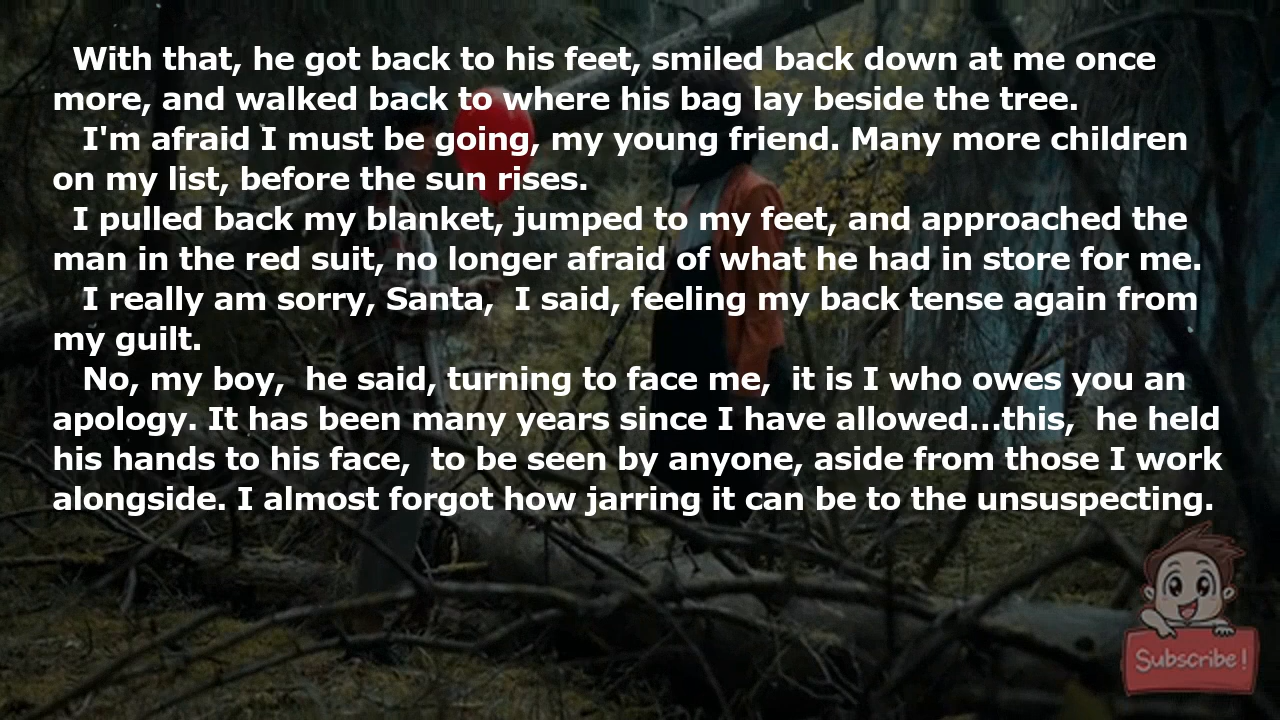 With that, he got back to his feet, smiled back down at me once
more, and walked back to where his bag lay beside the tree.
I'm afraid I must be going, my young friend. Many more children
on my list, before the sun rises.
I pulled back my blanket, jumped to my feet, and approached the
man in the red suit, no longer afraid of what he had in store for me.
I really am sorry, Santa,  I said, feeling my back tense again from
my guilt.
No, my boy,  he said, turning to face me,  it is I who owes you an
apology. It has been many years since I have allowed...this,  he held
his hands to his face,  to be seen by anyone, aside from those I work
alongside. I almost forgot how jarring it can be to the unsuspecting.
Subscribe!